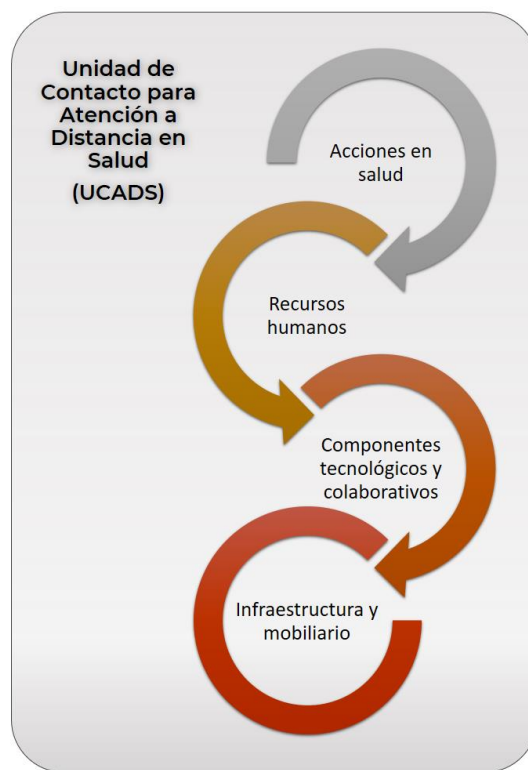 Unidad de
Contacto para
Atención a
Distancia en
Salud
(UCADS)
Acciones en
salud
Recursos
humanos
Componentes
tecnológicos y
colaborativos
Infraestructura y
mobiliario